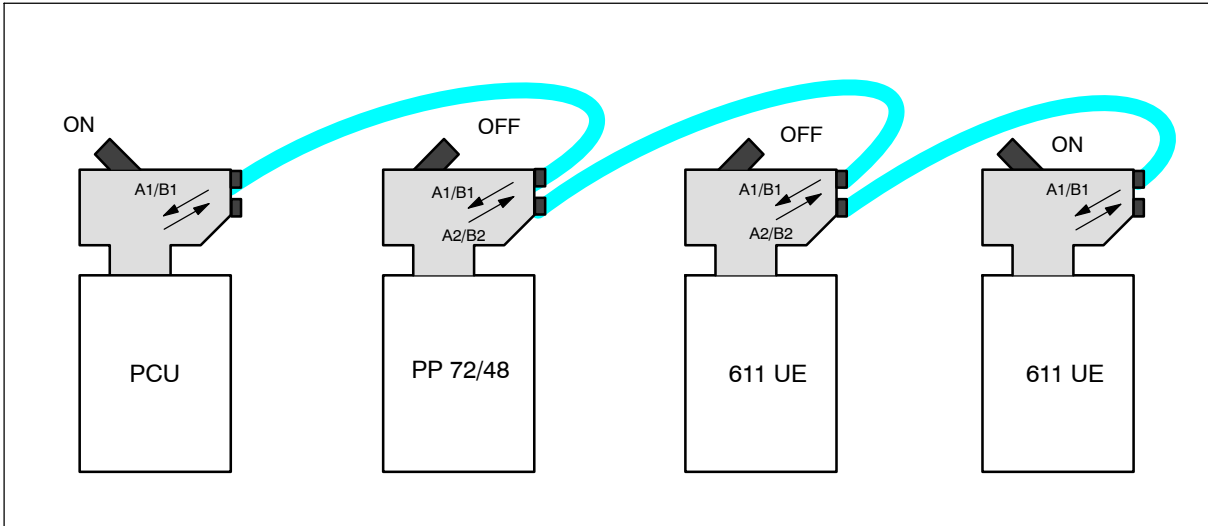 ON
OFF
OFF
ON
A1/B1
A1/B1
A2/B2
A1/B1
A2/B2
A1/B1
PCU
PP 72/48
611 UE
611 UE